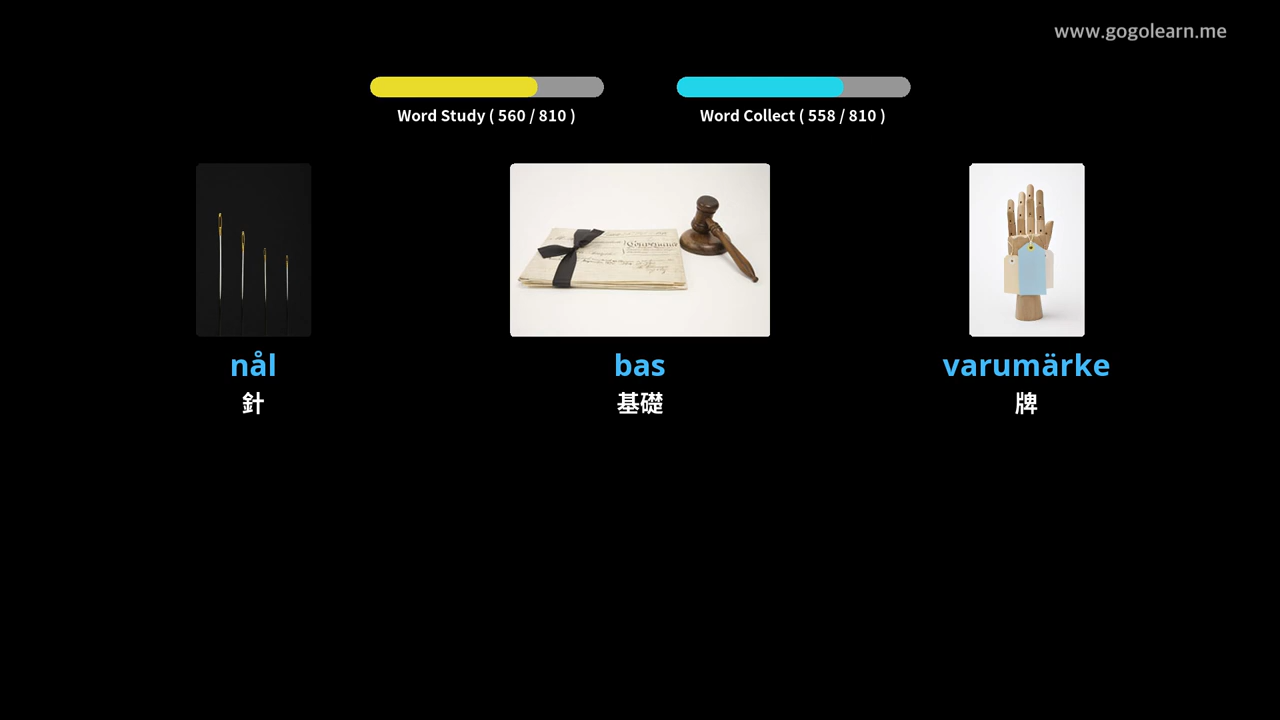 www.gogolearn.me
Word Study ( 560 / 810 )
Word Collect ( 558 / 810 )
nål
bas
varumärke
針
基礎
牌